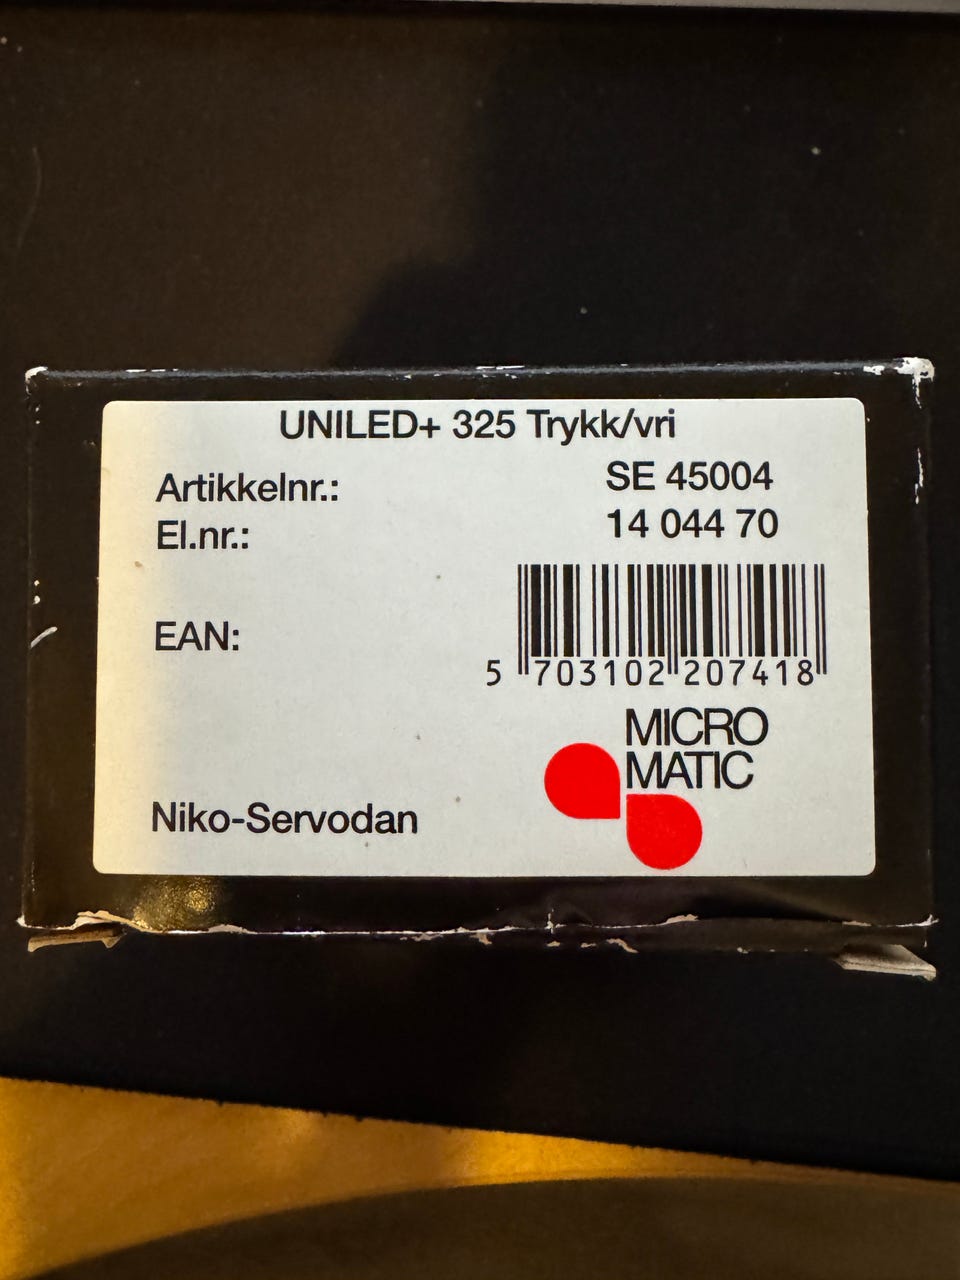 UNILED+ 325 Trykk/vri
Artikkelnr.: SE 45004
El.nr.: 14 044 70
EAN:
5 703102 207418
MICRO
MATIC
Niko-Servodan